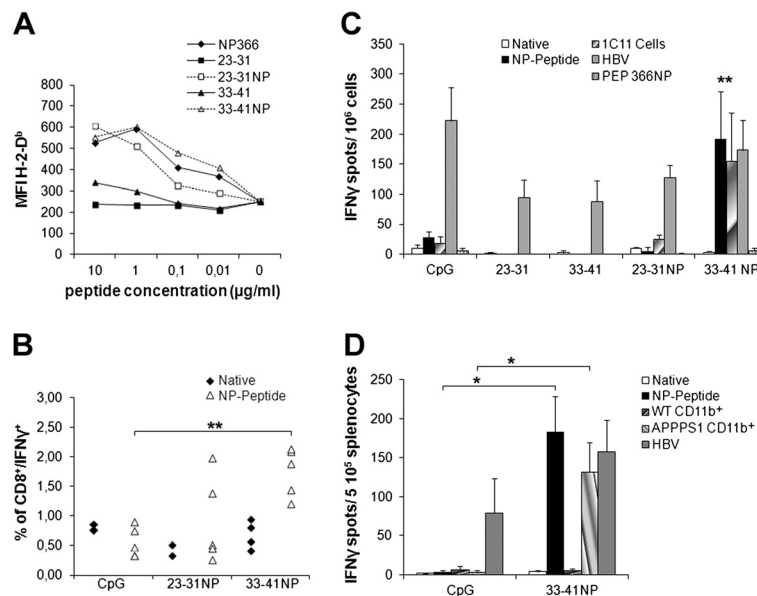 A
NP366
23-31
23-31NP
33-41
33-41NP
MFI H-2-Dᵇ
800
700
600
500
400
300
200
100
0
10 1 0,1 0,01 0
peptide concentration (µg/ml)
C
Native
NP-Peptide
1C11 Cells
HBV
PEP 366NP
IFNγ spots/ 10⁶ cells
350
300
250
200
150
100
50
0
**
CpG 23-31 33-41 23-31NP 33-41 NP
B
Native
NP-Peptide
% of CD8⁺/IFNγ⁺
3,00
2,50
2,00
1,50
1,00
0,50
0,00
**
CpG 23-31NP 33-41NP
D
Native
NP-Peptide
WT CD11b⁺
APPPS1 CD11b⁺
HBV
IFNγ spots/ 5 10⁵ splenocytes
250
200
150
100
50
0
*
*
CpG 33-41NP